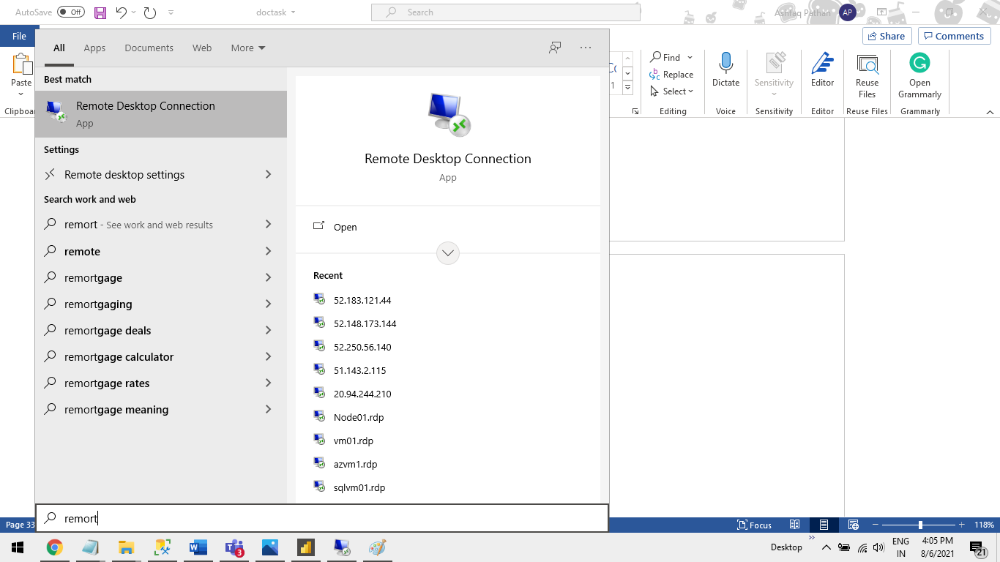 AutoSave Off doctask Search Ashfaq Pathan AP
File Share Comments
All Apps Documents Web More
Best match
Remote Desktop Connection
App
Settings
Remote desktop settings
Search work and web
remort - See work and web results
remote
remortgage
remortgaging
remortgage deals
remortgage calculator
remortgage rates
remortgage meaning
remort
Remote Desktop Connection
App
Open
Recent
52.183.121.44
52.148.173.144
52.250.56.140
51.143.2.115
20.94.244.210
Node01.rdp
vm01.rdp
azvm1.rdp
sqlvm01.rdp
Paste
Find
Replace
Select
Editing
Dictate
Voice
Sensitivity
Sensitivity
Editor
Editor
Reuse
Files
Reuse Files
Open
Grammarly
Grammarly
Page 33 Focus 118%
3 Desktop ENG 4:05 PM
IN 8/6/2021 21